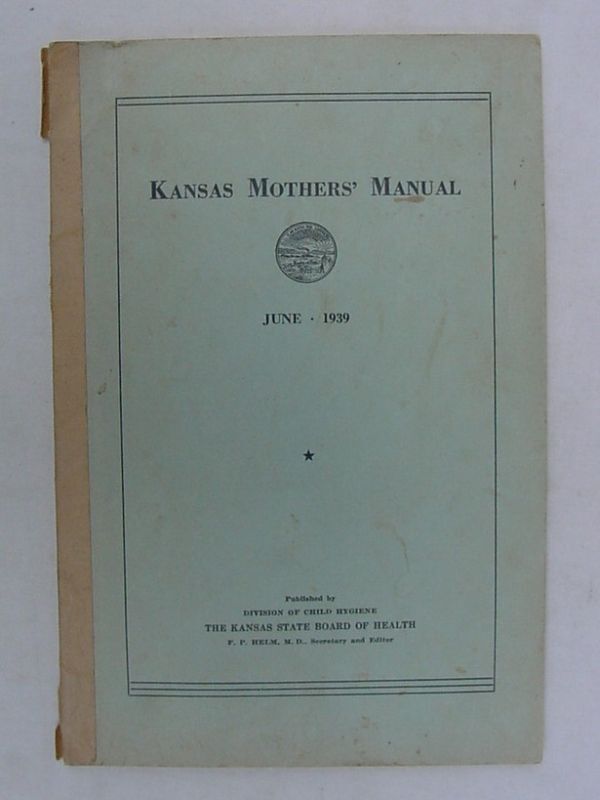 KANSAS MOTHERS' MANUAL
JUNE · 1939
Published by
DIVISION OF CHILD HYGIENE
THE KANSAS STATE BOARD OF HEALTH
F. P. HELM, M. D., Secretary and Editor